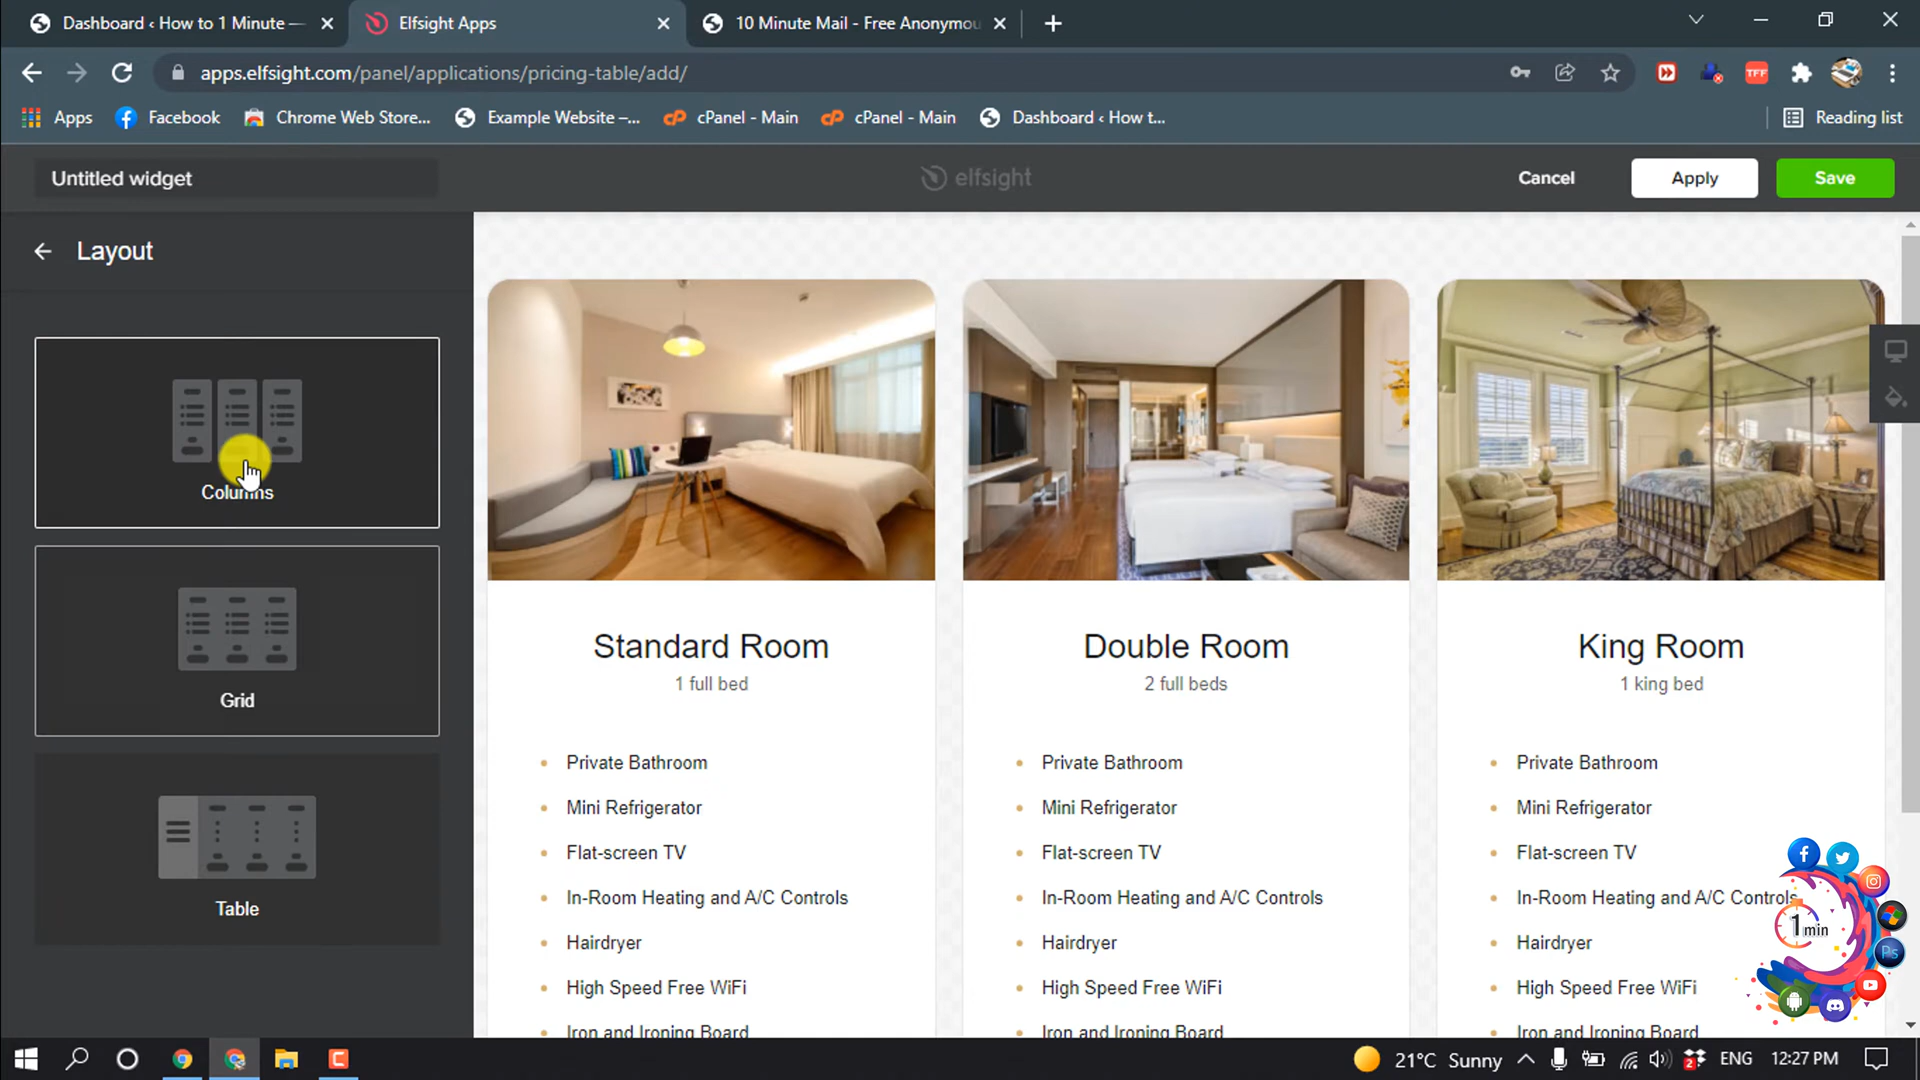 Dashboard ‹ How to 1 Minute —
Elfsight Apps
10 Minute Mail - Free Anonymou
apps.elfsight.com/panel/applications/pricing-table/add/
TFF
Apps
Facebook
Chrome Web Store...
Example Website –...
cP
cPanel - Main
cP
cPanel - Main
Dashboard ‹ How t...
Reading list
Untitled widget
elfsight
Cancel
Apply
Save
Layout
Columns
Grid
Table
Standard Room
1 full bed
Private Bathroom
Mini Refrigerator
Flat-screen TV
In-Room Heating and A/C Controls
Hairdryer
High Speed Free WiFi
Iron and Ironing Board
Double Room
2 full beds
Private Bathroom
Mini Refrigerator
Flat-screen TV
In-Room Heating and A/C Controls
Hairdryer
High Speed Free WiFi
Iron and Ironing Board
King Room
1 king bed
Private Bathroom
Mini Refrigerator
Flat-screen TV
In-Room Heating and A/C Controls
Hairdryer
High Speed Free WiFi
Iron and Ironing Board
1 min
Ps
21°C Sunny
2
ENG
12:27 PM